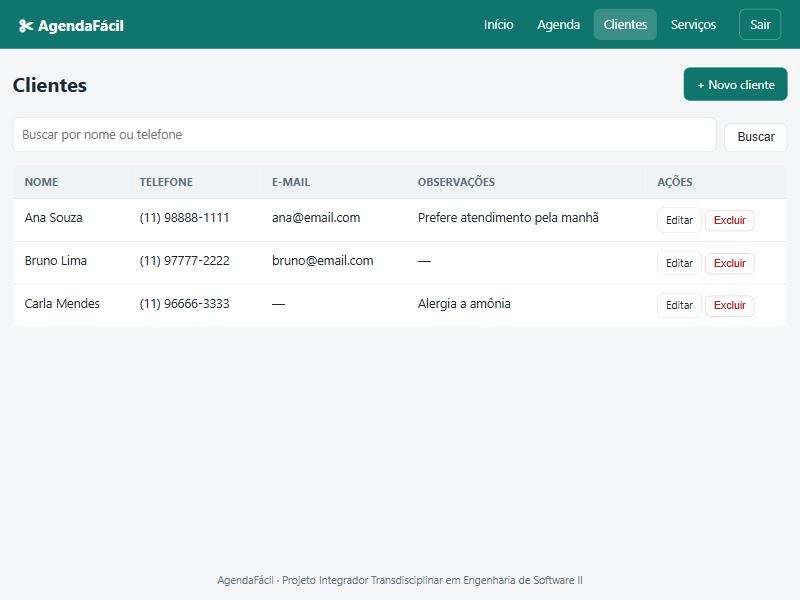 ✂ AgendaFácil Início Agenda Clientes Serviços Sair
Clientes + Novo cliente
Buscar por nome ou telefone Buscar
NOME TELEFONE E-MAIL OBSERVAÇÕES AÇÕES
Ana Souza (11) 98888-1111 ana@email.com Prefere atendimento pela manhã Editar Excluir
Bruno Lima (11) 97777-2222 bruno@email.com — Editar Excluir
Carla Mendes (11) 96666-3333 — Alergia a amônia Editar Excluir
AgendaFácil · Projeto Integrador Transdisciplinar em Engenharia de Software II